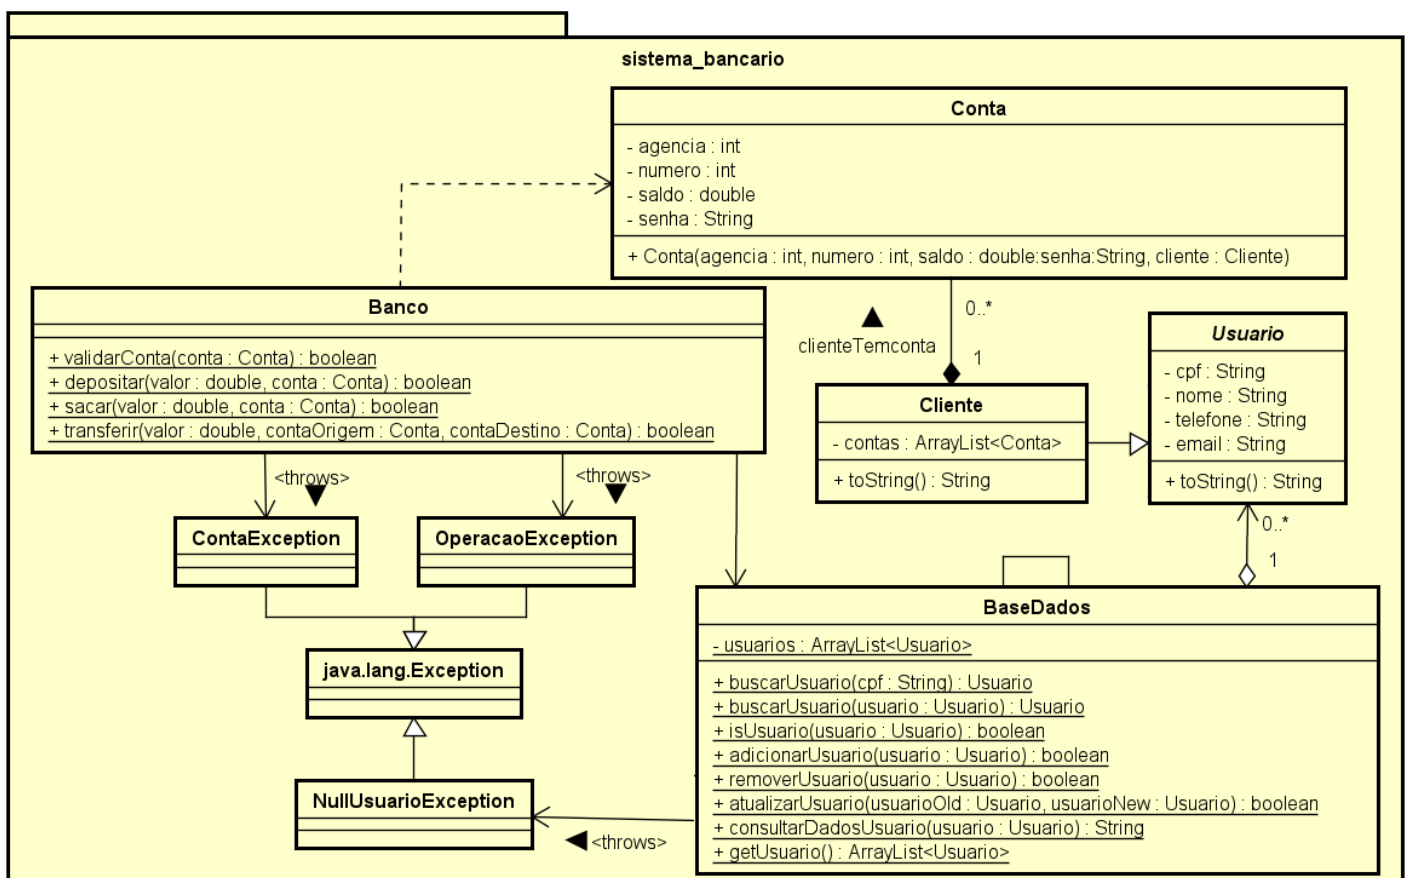 sistema_bancario
Conta
- agencia : int
- numero : int
- saldo : double
- senha : String
+ Conta(agencia : int, numero : int, saldo : double:senha:String, cliente : Cliente)
Banco
+ validarConta(conta : Conta) : boolean
+ depositar(valor : double, conta : Conta) : boolean
+ sacar(valor : double, conta : Conta) : boolean
+ transferir(valor : double, contaOrigem : Conta, contaDestino : Conta) : boolean
0..*
clienteTemconta
1
Usuario
- cpf : String
- nome : String
- telefone : String
- email : String
+ toString() : String
Cliente
- contas : ArrayList<Conta>
+ toString() : String
<throws>
<throws>
ContaException
OperacaoException
0..*
1
BaseDados
- usuarios : ArrayList<Usuario>
+ buscarUsuario(cpf : String) : Usuario
+ buscarUsuario(usuario : Usuario) : Usuario
+ isUsuario(usuario : Usuario) : boolean
+ adicionarUsuario(usuario : Usuario) : boolean
+ removerUsuario(usuario : Usuario) : boolean
+ atualizarUsuario(usuarioOld : Usuario, usuarioNew : Usuario) : boolean
+ consultarDadosUsuario(usuario : Usuario) : String
+ getUsuario() : ArrayList<Usuario>
java.lang.Exception
NullUsuarioException
<throws>